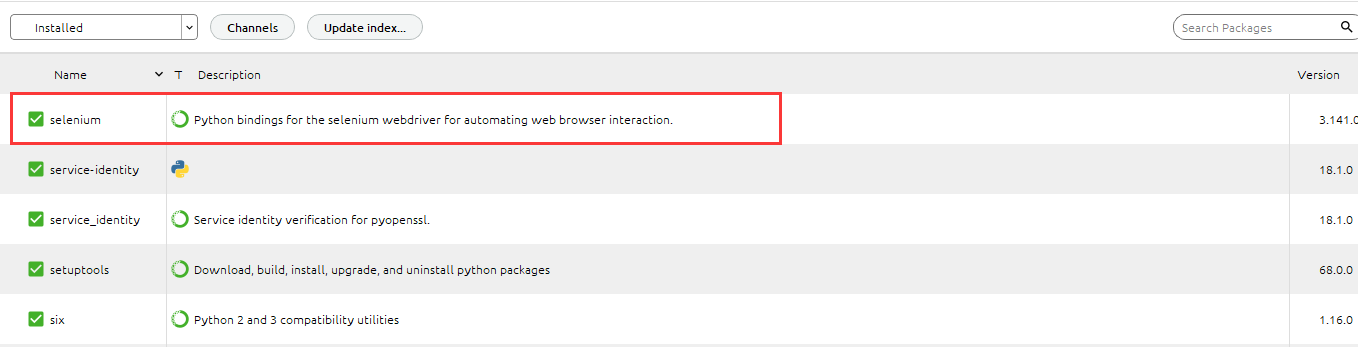 Installed Channels Update index... Search Packages
Name T Description Version
selenium Python bindings for the selenium webdriver for automating web browser interaction. 3.141.0
service-identity 18.1.0
service_identity Service identity verification for pyopenssl. 18.1.0
setuptools Download, build, install, upgrade, and uninstall python packages 68.0.0
six Python 2 and 3 compatibility utilities 1.16.0